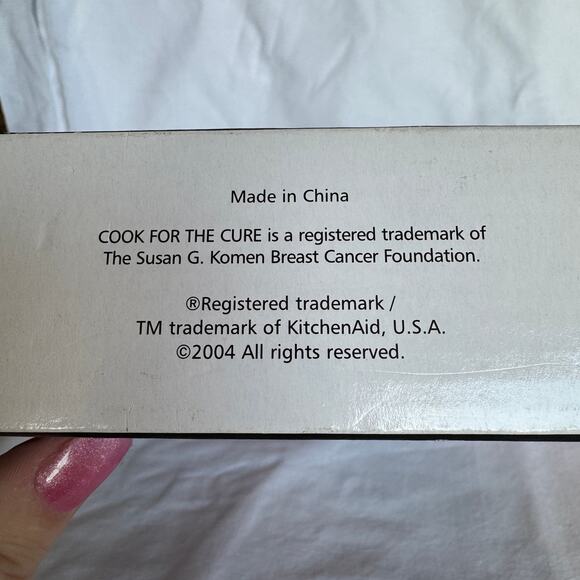 Made in China
COOK FOR THE CURE is a registered trademark of
The Susan G. Komen Breast Cancer Foundation.
®Registered trademark /
TM trademark of KitchenAid, U.S.A.
©2004 All rights reserved.